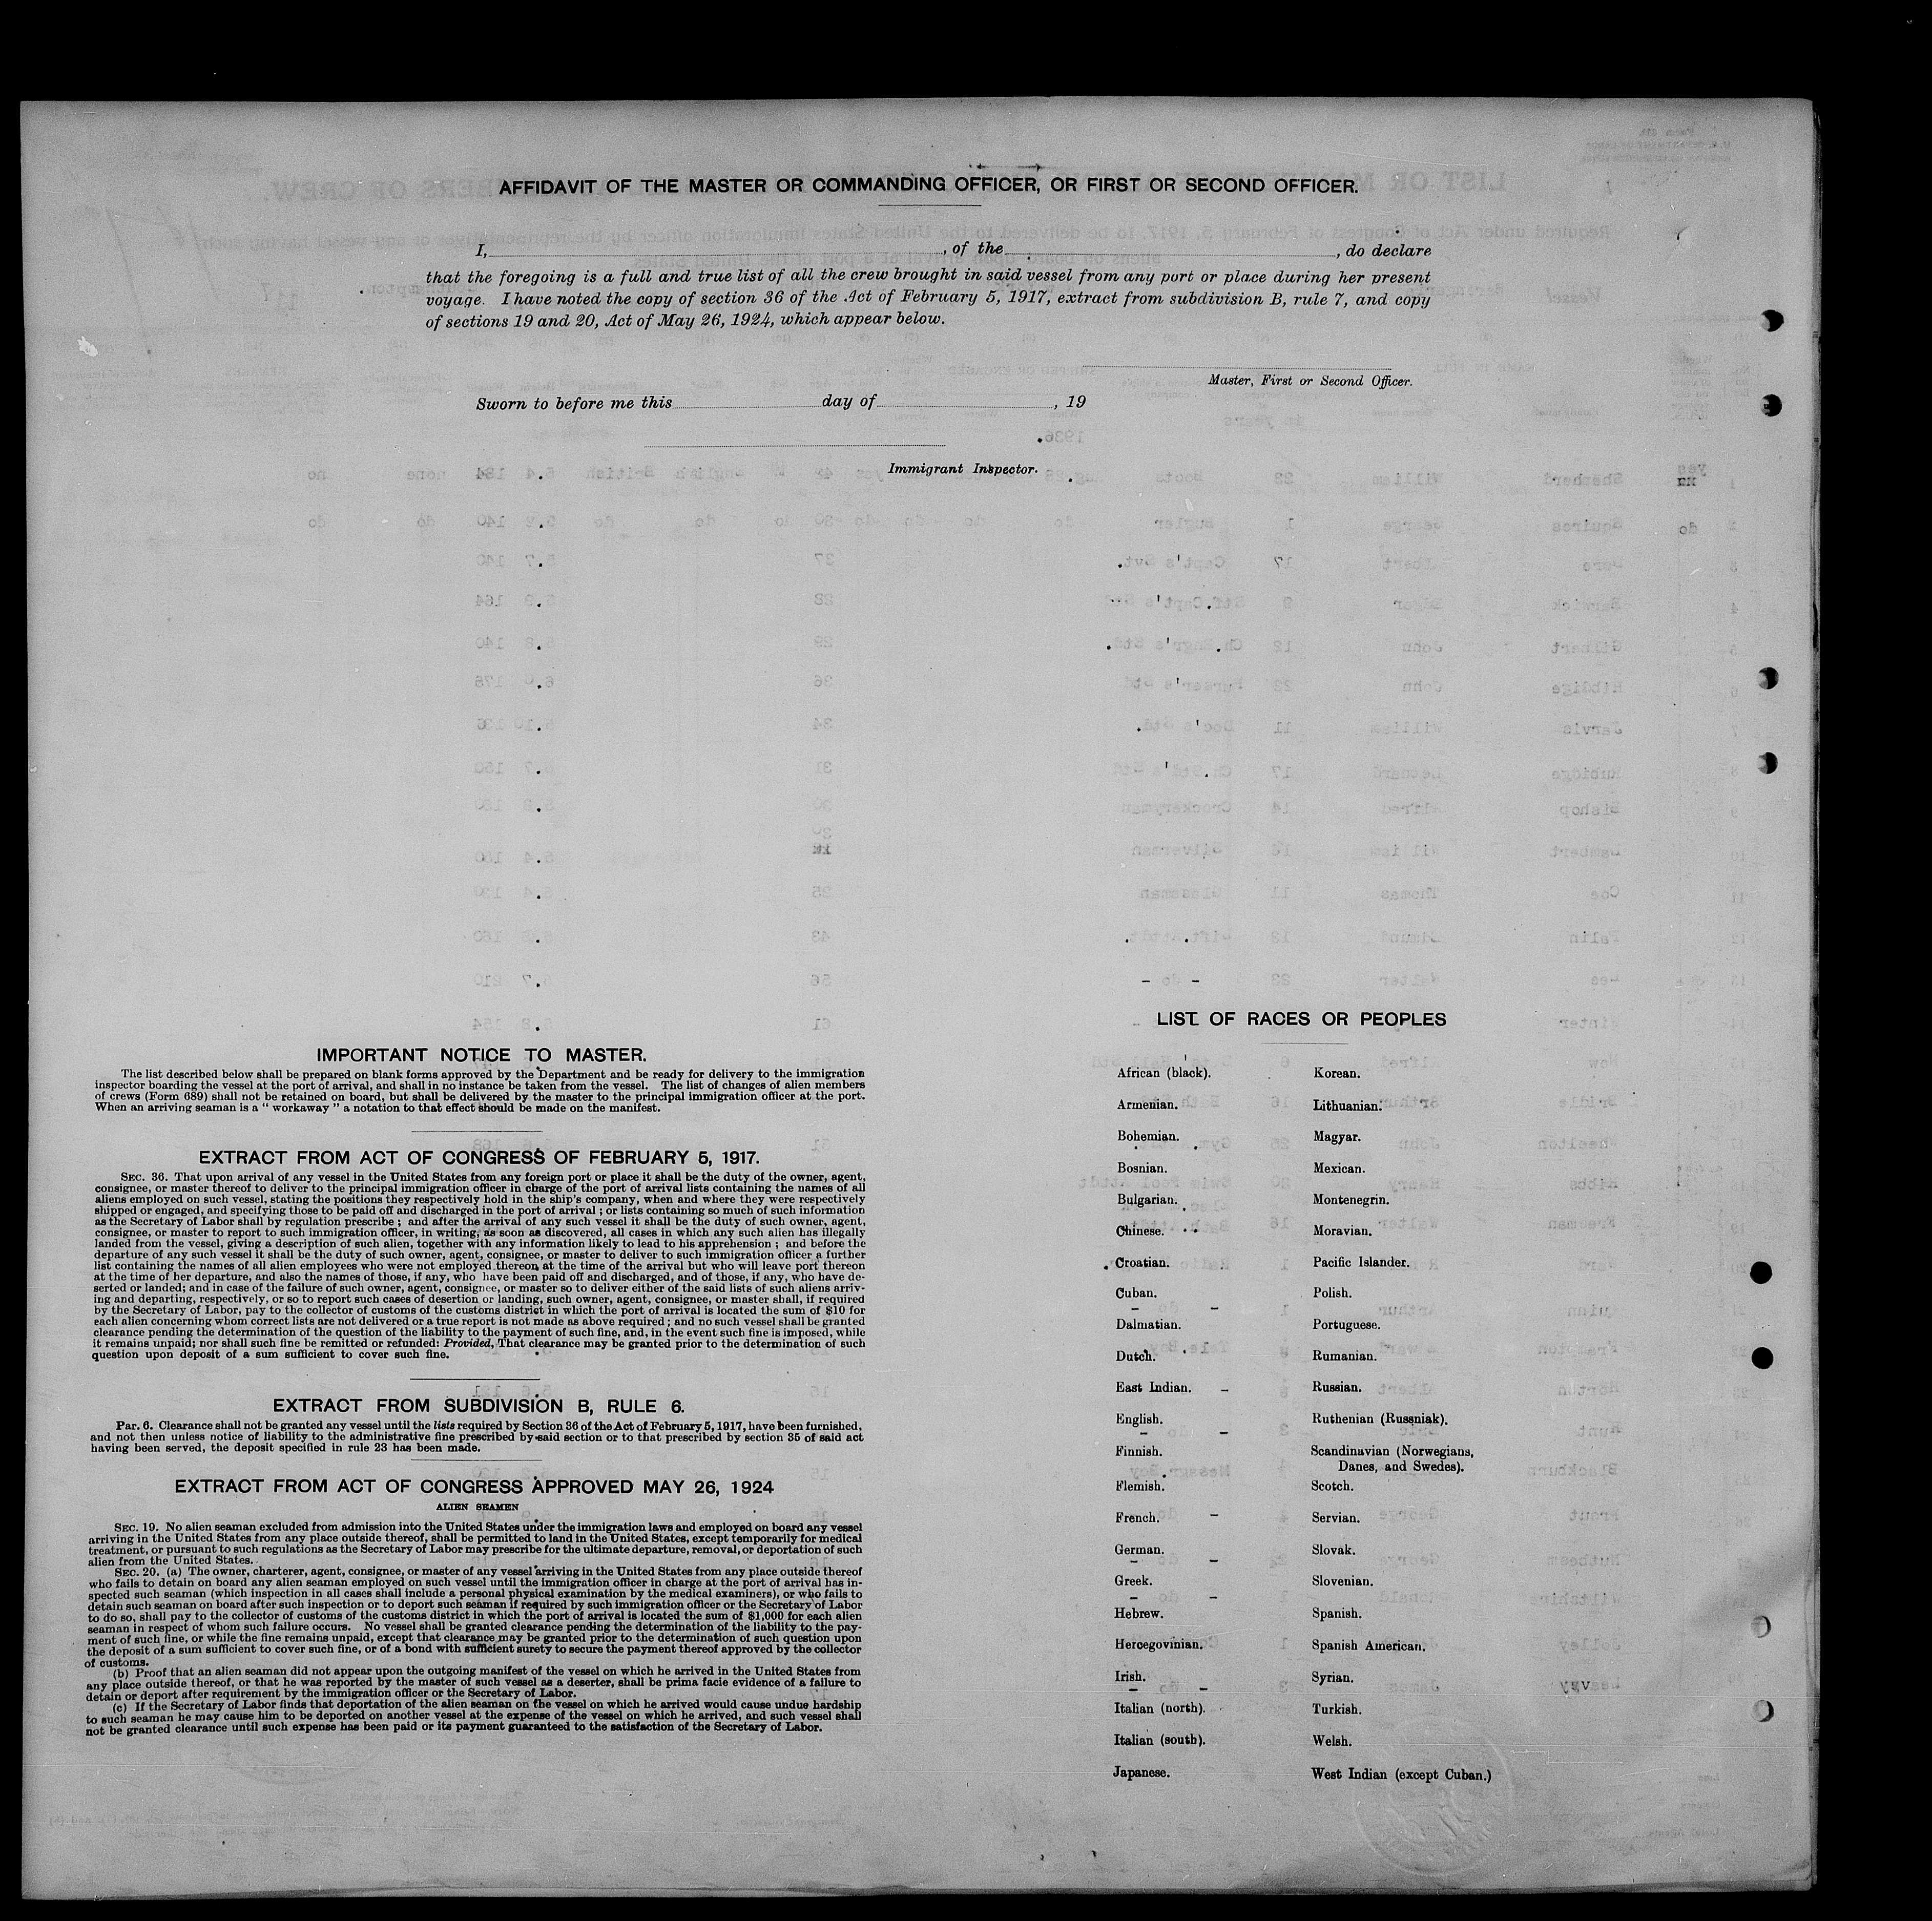 AFFIDAVIT OF THE MASTER OR COMMANDING OFFICER, OR FIRST OR SECOND OFFICER.
I, , of the , do declare
that the foregoing is a full and true list of all the crew brought in said vessel from any port or place during her present
voyage. I have noted the copy of section 36 of the Act of February 5, 1917, extract from subdivision B, rule 7, and copy
of sections 19 and 20, Act of May 26, 1924, which appear below.
Master, First or Second Officer.
Sworn to before me this day of , 19
Immigrant Inspector.
IMPORTANT NOTICE TO MASTER.
The list described below shall be prepared on blank forms approved by the Department and be ready for delivery to the immigration
inspector boarding the vessel at the port of arrival, and shall in no instance be taken from the vessel. The list of changes of alien members
of crews (Form 689) shall not be retained on board, but shall be delivered by the master to the principal immigration officer at the port.
When an arriving seaman is a " workaway " a notation to that effect should be made on the manifest.
EXTRACT FROM ACT OF CONGRESS OF FEBRUARY 5, 1917.
SEC. 36. That upon arrival of any vessel in the United States from any foreign port or place it shall be the duty of the owner, agent,
consignee, or master thereof to deliver to the principal immigration officer in charge of the port of arrival lists containing the names of all
aliens employed on such vessel, stating the positions they respectively hold in the ship's company, when and where they were respectively
shipped or engaged, and specifying those to be paid off and discharged in the port of arrival ; or lists containing so much of such information
as the Secretary of Labor shall by regulation prescribe ; and after the arrival of any such vessel it shall be the duty of such owner, agent,
consignee, or master to report to such immigration officer, in writing, as soon as discovered, all cases in which any such alien has illegally
landed from the vessel, giving a description of such alien, together with any information likely to lead to his apprehension ; and before the
departure of any such vessel it shall be the duty of such owner, agent, consignee, or master to deliver to such immigration officer a further
list containing the names of all alien employees who were not employed thereon at the time of the arrival but who will leave port thereon
at the time of her departure, and also the names of those, if any, who have been paid off and discharged, and of those, if any, who have de-
serted or landed; and in case of the failure of such owner, agent, consignee, or master so to deliver either of the said lists of such aliens arriv-
ing and departing, respectively, or so to report such cases of desertion or landing, such owner, agent, consignee, or master shall, if required
by the Secretary of Labor, pay to the collector of customs of the customs district in which the port of arrival is located the sum of $10 for
each alien concerning whom correct lists are not delivered or a true report is not made as above required ; and no such vessel shall be granted
clearance pending the determination of the question of the liability to the payment of such fine, and, in the event such fine is imposed, while
it remains unpaid; nor shall such fine be remitted or refunded: Provided, That clearance may be granted prior to the determination of such
question upon deposit of a sum sufficient to cover such fine.
EXTRACT FROM SUBDIVISION B, RULE 6.
Par. 6. Clearance shall not be granted any vessel until the lists required by Section 36 of the Act of February 5, 1917, have been furnished,
and not then unless notice of liability to the administrative fine prescribed by said section or to that prescribed by section 35 of said act
having been served, the deposit specified in rule 23 has been made.
EXTRACT FROM ACT OF CONGRESS APPROVED MAY 26, 1924
ALIEN SEAMEN
SEC. 19. No alien seaman excluded from admission into the United States under the immigration laws and employed on board any vessel
arriving in the United States from any place outside thereof, shall be permitted to land in the United States, except temporarily for medical
treatment, or pursuant to such regulations as the Secretary of Labor may prescribe for the ultimate departure, removal, or deportation of such
alien from the United States.
SEC. 20. (a) The owner, charterer, agent, consignee, or master of any vessel arriving in the United States from any place outside thereof
who fails to detain on board any alien seaman employed on such vessel until the immigration officer in charge at the port of arrival has in-
spected such seaman (which inspection in all cases shall include a personal physical examination by the medical examiners), or who fails to
detain such seaman on board after such inspection or to deport such seaman if required by such immigration officer or the Secretary of Labor
to do so, shall pay to the collector of customs of the customs district in which the port of arrival is located the sum of $1,000 for each alien
seaman in respect of whom such failure occurs. No vessel shall be granted clearance pending the determination of the liability to the pay-
ment of such fine, or while the fine remains unpaid, except that clearance may be granted prior to the determination of such question upon
the deposit of a sum sufficient to cover such fine, or of a bond with sufficient surety to secure the payment thereof approved by the collector
of customs.
(b) Proof that an alien seaman did not appear upon the outgoing manifest of the vessel on which he arrived in the United States from
any place outside thereof, or that he was reported by the master of such vessel as a deserter, shall be prima facie evidence of a failure to
detain or deport after requirement by the immigration officer or the Secretary of Labor.
(c) If the Secretary of Labor finds that deportation of the alien seaman on the vessel on which he arrived would cause undue hardship
to such seaman he may cause him to be deported on another vessel at the expense of the vessel on which he arrived, and such vessel shall
not be granted clearance until such expense has been paid or its payment guaranteed to the satisfaction of the Secretary of Labor.
LIST OF RACES OR PEOPLES
African (black). Korean.
Armenian. Lithuanian.
Bohemian. Magyar.
Bosnian. Mexican.
Bulgarian. Montenegrin.
Chinese. Moravian.
Croatian. Pacific Islander.
Cuban. Polish.
Dalmatian. Portuguese.
Dutch. Rumanian.
East Indian. Russian.
English. Ruthenian (Russniak).
Finnish. Scandinavian (Norwegians,
Danes, and Swedes).
Flemish. Scotch.
French. Servian.
German. Slovak.
Greek. Slovenian.
Hebrew. Spanish.
Hercegovinian. Spanish American.
Irish. Syrian.
Italian (north). Turkish.
Italian (south). Welsh.
Japanese. West Indian (except Cuban.)